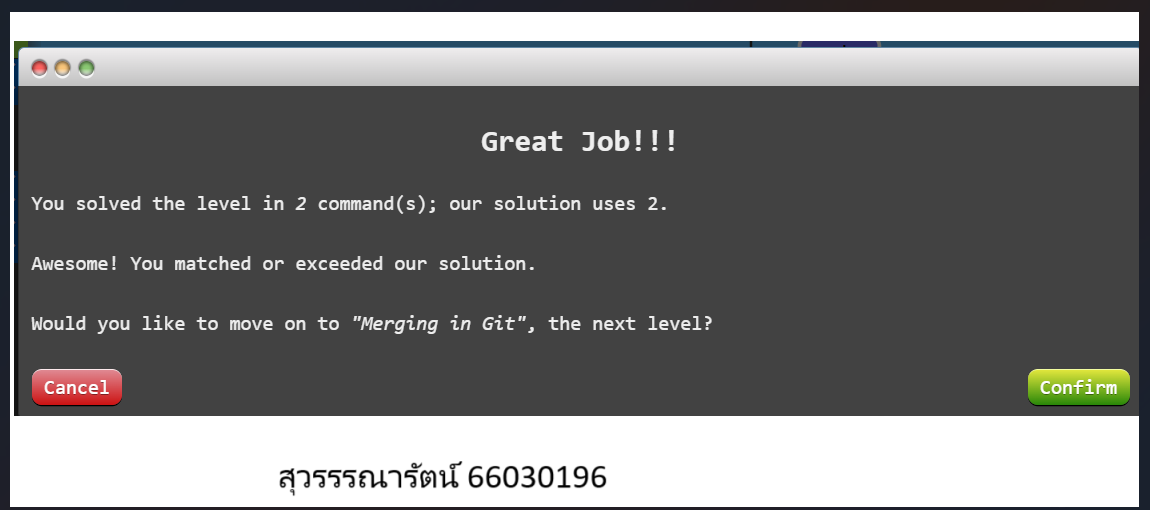 Great Job!!!
You solved the level in 2 command(s); our solution uses 2.
Awesome! You matched or exceeded our solution.
Would you like to move on to "Merging in Git", the next level?
Cancel
Confirm
สุวรรรณารัตน์ 66030196